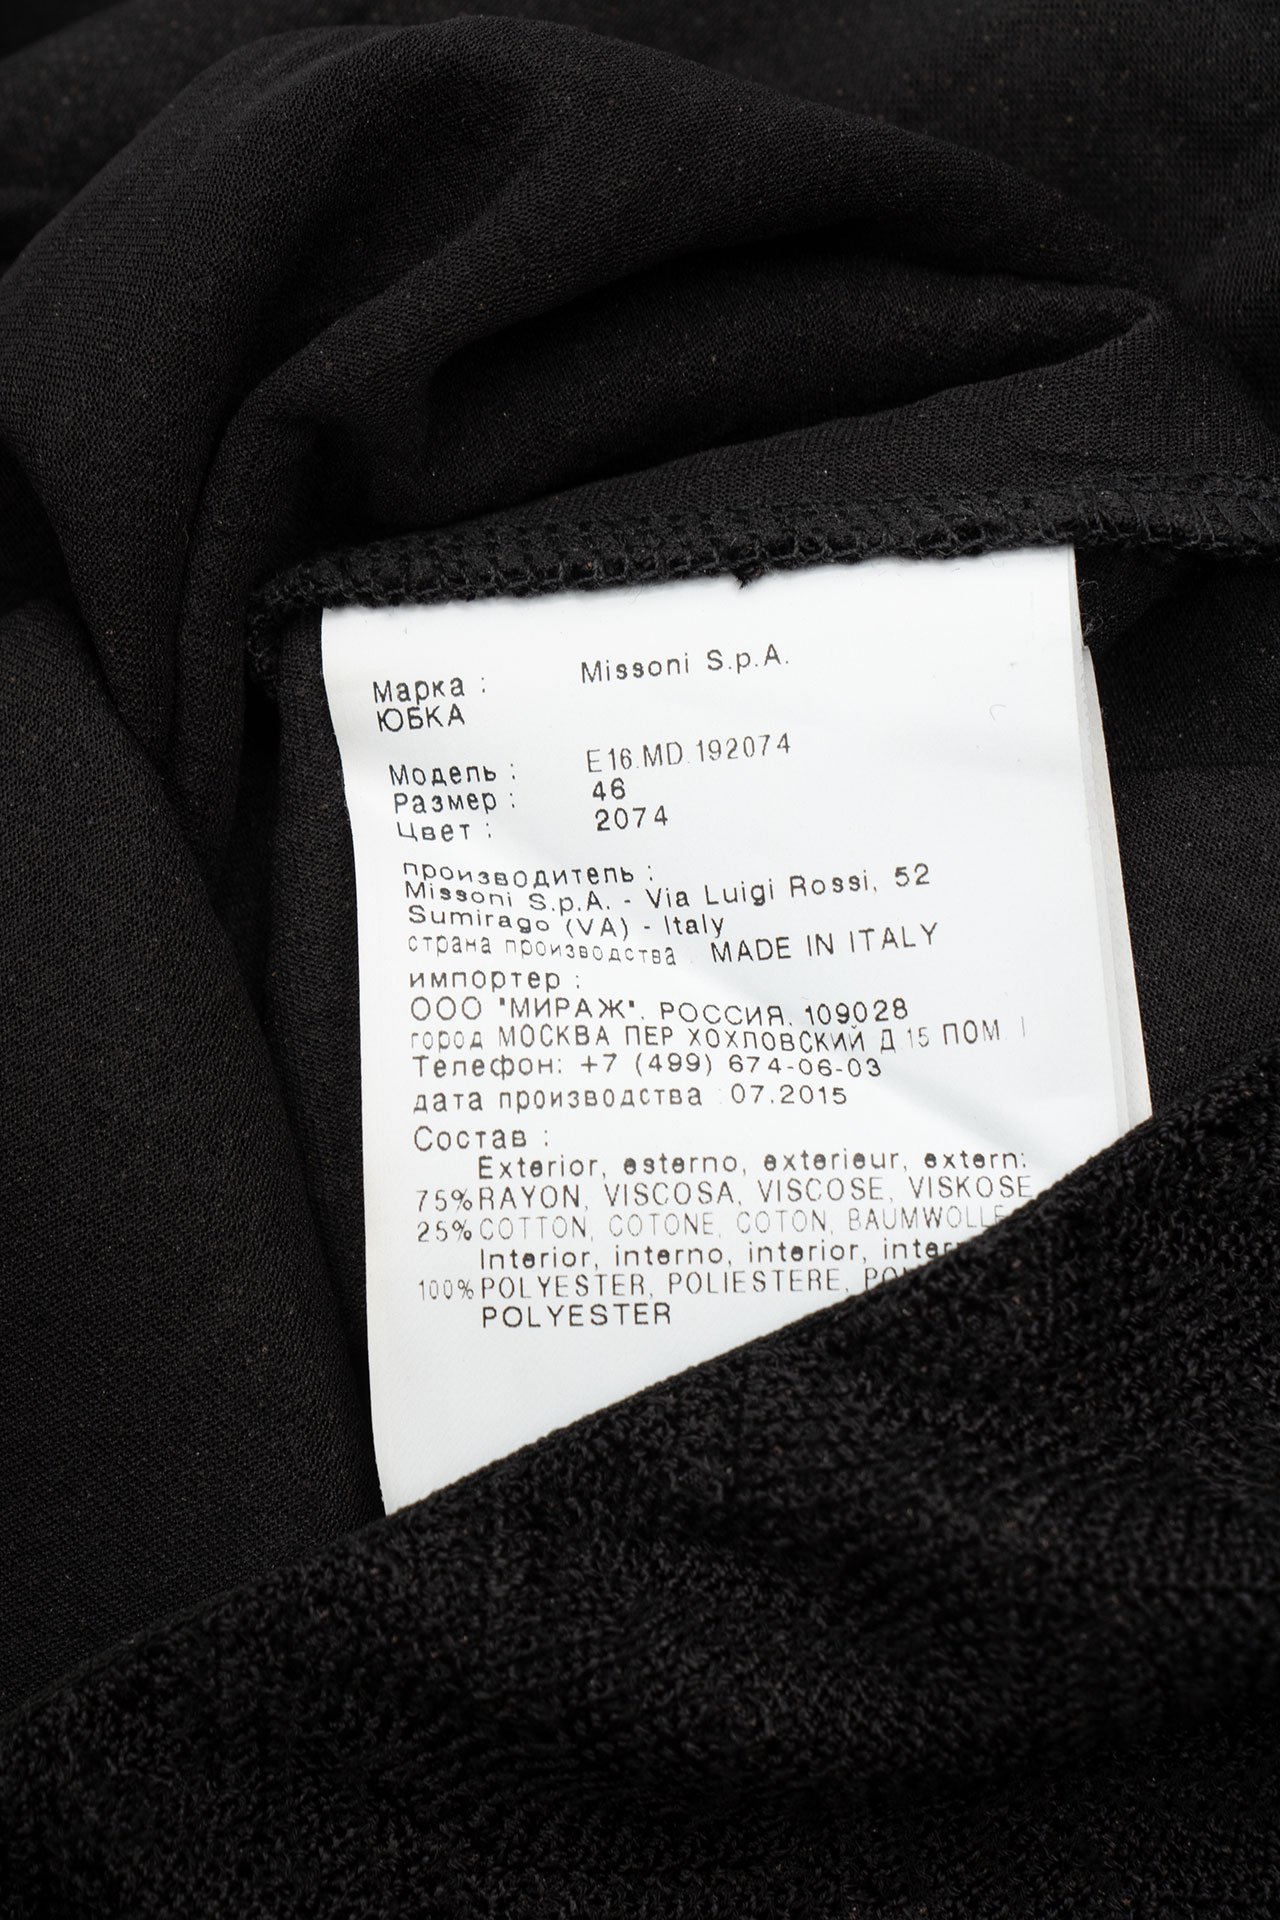 Марка : Missoni S.p.A.
ЮБКА
Модель : E16.MD.192074
Размер : 46
Цвет : 2074
производитель :
Missoni S.p.A. - Via Luigi Rossi, 52
Sumirago (VA) - Italy
страна производства : MADE IN ITALY
импортер :
ООО "МИРАЖ", РОССИЯ, 109028
город МОСКВА ПЕР ХОХЛОВСКИЙ Д 15 ПОМ I
Телефон: +7 (499) 674-06-03
дата производства : 07.2015
Состав :
Exterior, esterno, exterieur, extern:
75% RAYON, VISCOSA, VISCOSE, VISKOSE
25% COTTON, COTONE, COTON, BAUMWOLLE
Interior, interno, interior,
100% POLYESTER, POLIESTERE,
POLYESTER